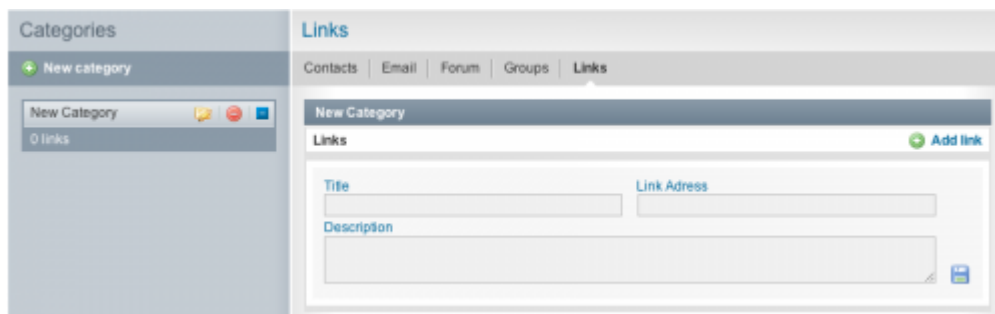 Categories
New category
New Category
0 links
Links
Contacts | Email | Forum | Groups | Links
New Category
Links
Add link
Title
Link Adress
Description